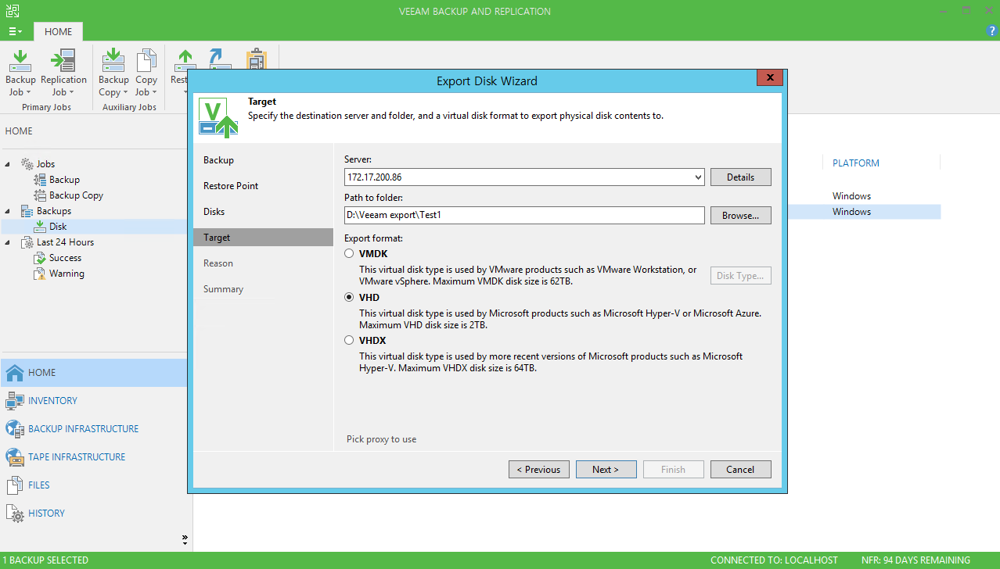 VEEAM BACKUP AND REPLICATION
HOME
?
Backup Job
Replication Job
Primary Jobs
Backup Copy
Copy Job
Auxiliary Jobs
Rest
Export Disk Wizard
x
V
Target
Specify the destination server and folder, and a virtual disk format to export physical disk contents to.
HOME
Jobs
Backup
Backup Copy
Backups
Disk
Last 24 Hours
Success
Warning
Backup
Restore Point
Disks
Target
Reason
Summary
Server:
172.17.200.86
Details
Path to folder:
D:\Veeam export\Test1
Browse...
Export format:
VMDK
This virtual disk type is used by VMware products such as VMware Workstation, or
VMware vSphere. Maximum VMDK disk size is 62TB.
Disk Type...
VHD
This virtual disk type is used by Microsoft products such as Microsoft Hyper-V or Microsoft Azure.
Maximum VHD disk size is 2TB.
VHDX
This virtual disk type is used by more recent versions of Microsoft products such as Microsoft
Hyper-V. Maximum VHDX disk size is 64TB.
Pick proxy to use
< Previous
Next >
Finish
Cancel
PLATFORM
Windows
Windows
HOME
INVENTORY
BACKUP INFRASTRUCTURE
TAPE INFRASTRUCTURE
FILES
HISTORY
1 BACKUP SELECTED
CONNECTED TO: LOCALHOST
NFR: 94 DAYS REMAINING